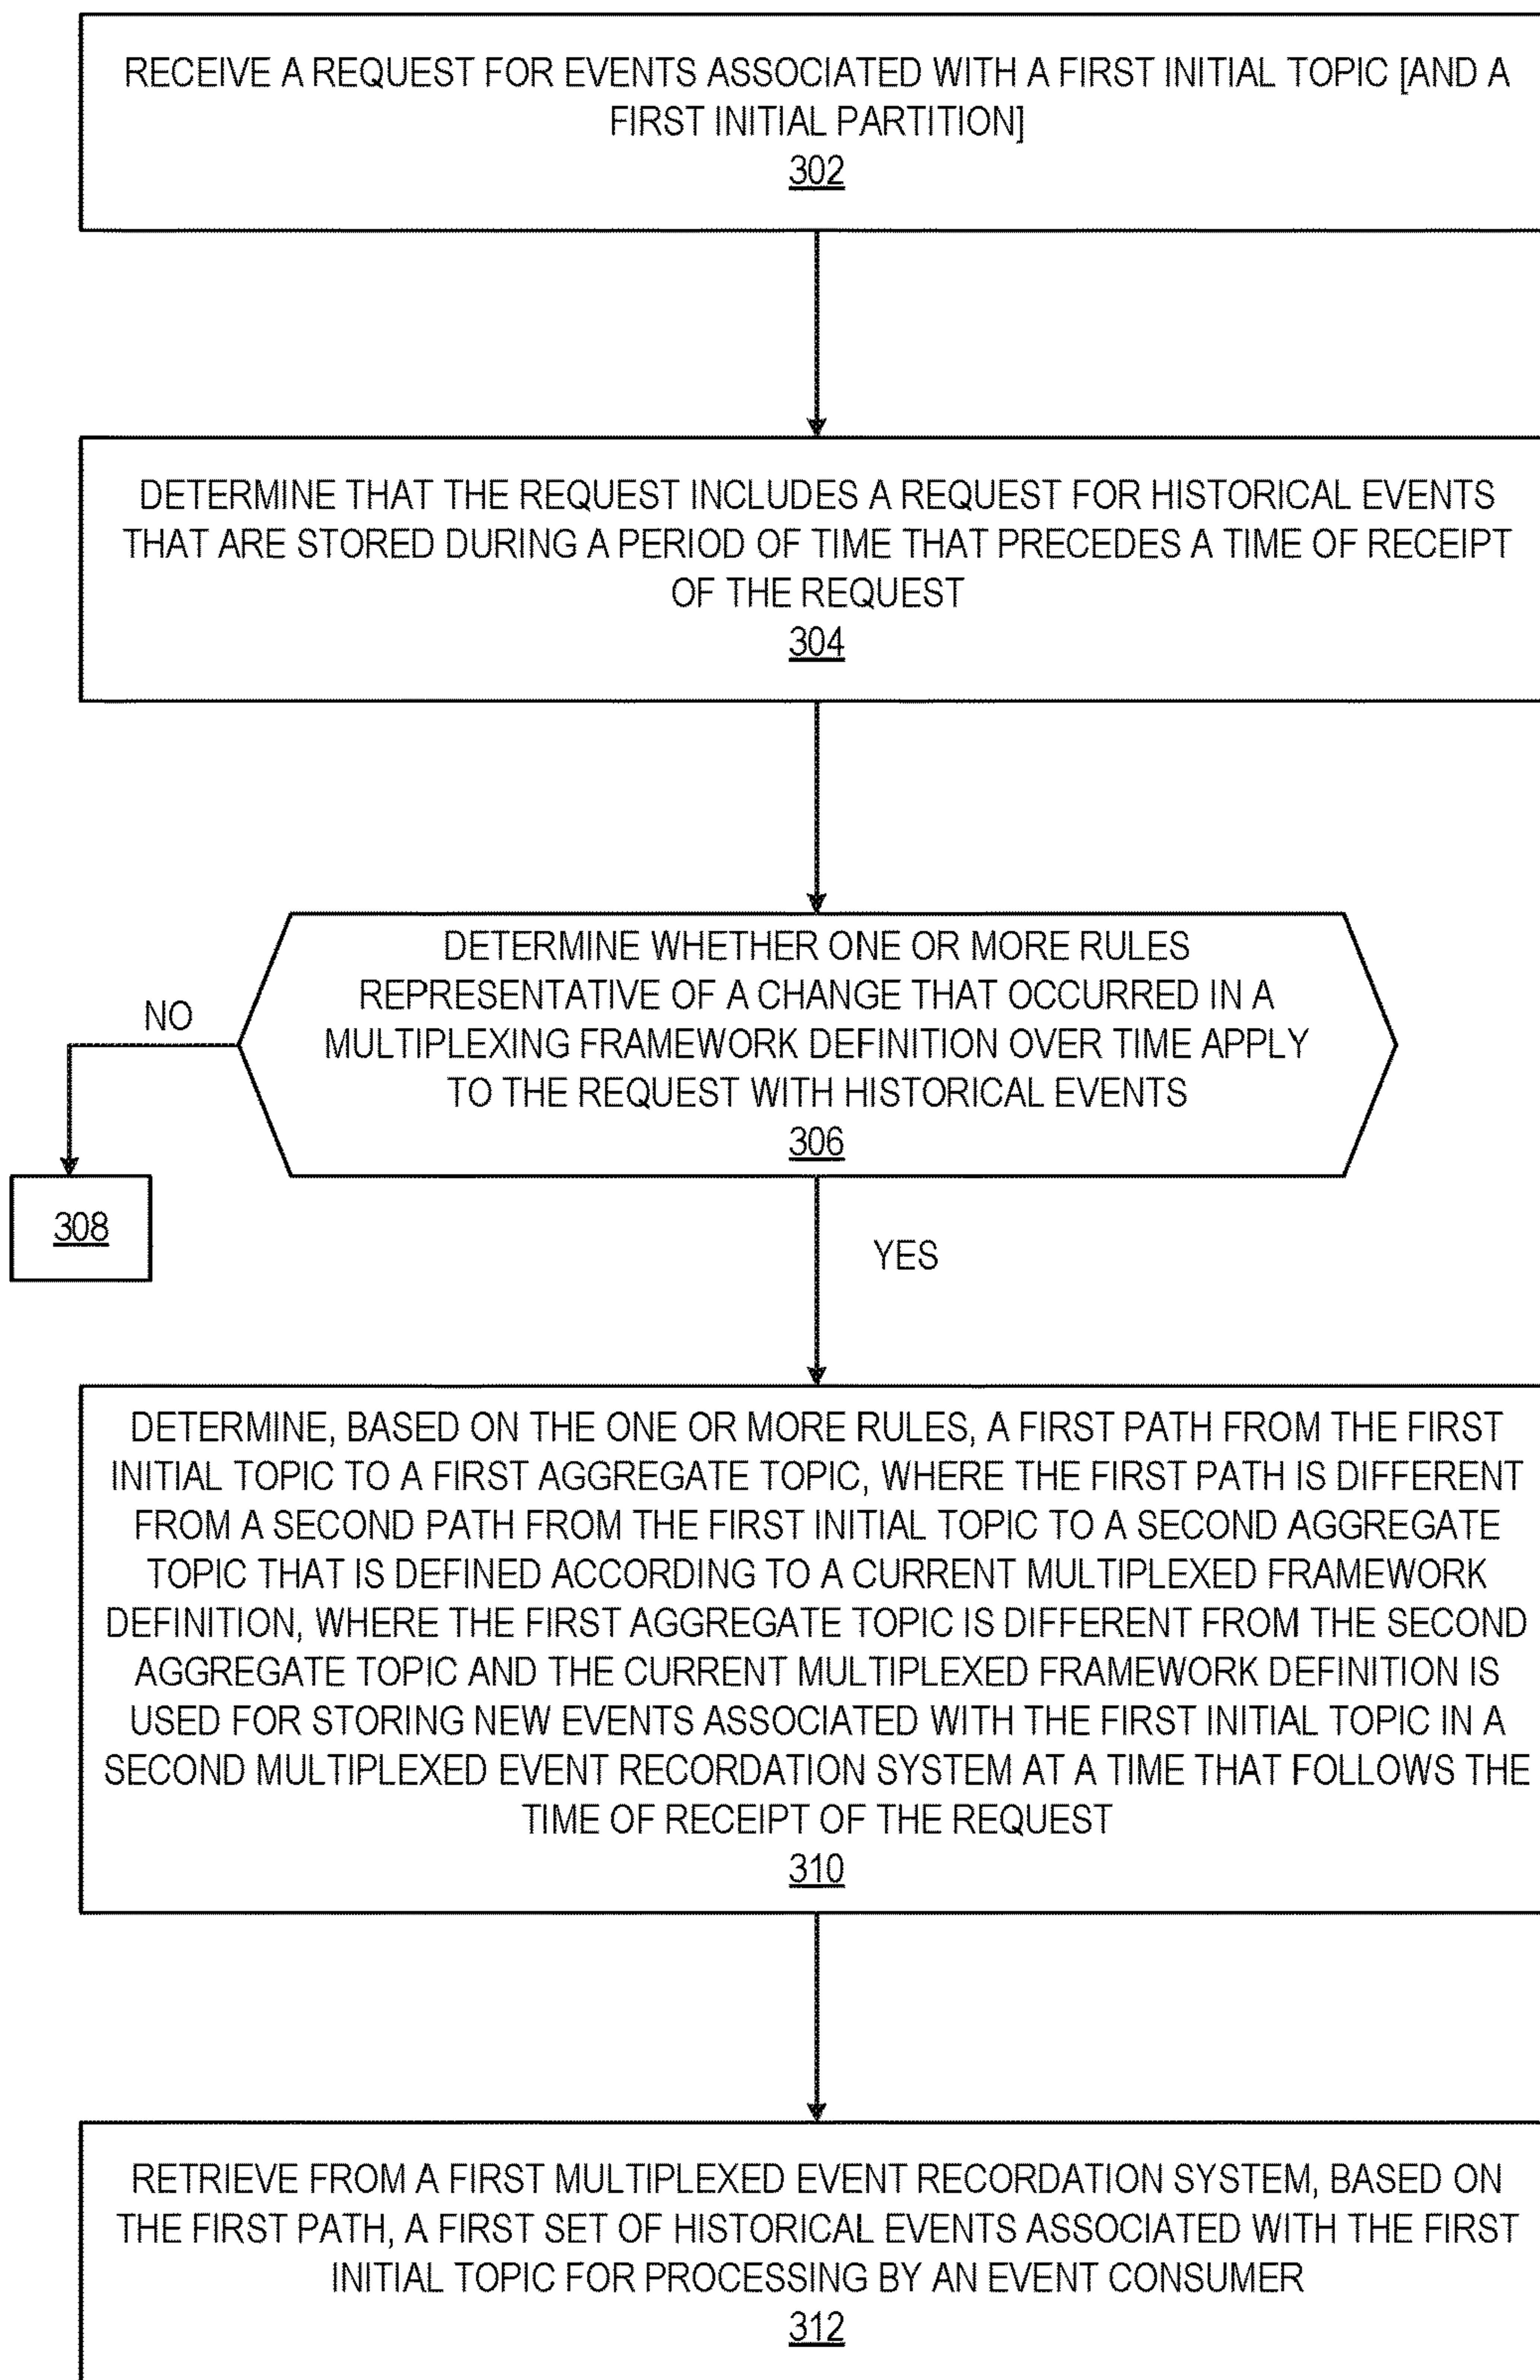 RECEIVE A REQUEST FOR EVENTS ASSOCIATED WITH A FIRST INITIAL TOPIC [AND A
FIRST INITIAL PARTITION]
302
DETERMINE THAT THE REQUEST INCLUDES A REQUEST FOR HISTORICAL EVENTS
THAT ARE STORED DURING A PERIOD OF TIME THAT PRECEDES A TIME OF RECEIPT
OF THE REQUEST
304
DETERMINE WHETHER ONE OR MORE RULES
REPRESENTATIVE OF A CHANGE THAT OCCURRED IN A
MULTIPLEXING FRAMEWORK DEFINITION OVER TIME APPLY
TO THE REQUEST WITH HISTORICAL EVENTS
306
NO
308
YES
DETERMINE, BASED ON THE ONE OR MORE RULES, A FIRST PATH FROM THE FIRST
INITIAL TOPIC TO A FIRST AGGREGATE TOPIC, WHERE THE FIRST PATH IS DIFFERENT
FROM A SECOND PATH FROM THE FIRST INITIAL TOPIC TO A SECOND AGGREGATE
TOPIC THAT IS DEFINED ACCORDING TO A CURRENT MULTIPLEXED FRAMEWORK
DEFINITION, WHERE THE FIRST AGGREGATE TOPIC IS DIFFERENT FROM THE SECOND
AGGREGATE TOPIC AND THE CURRENT MULTIPLEXED FRAMEWORK DEFINITION IS
USED FOR STORING NEW EVENTS ASSOCIATED WITH THE FIRST INITIAL TOPIC IN A
SECOND MULTIPLEXED EVENT RECORDATION SYSTEM AT A TIME THAT FOLLOWS THE
TIME OF RECEIPT OF THE REQUEST
310
RETRIEVE FROM A FIRST MULTIPLEXED EVENT RECORDATION SYSTEM, BASED ON
THE FIRST PATH, A FIRST SET OF HISTORICAL EVENTS ASSOCIATED WITH THE FIRST
INITIAL TOPIC FOR PROCESSING BY AN EVENT CONSUMER
312